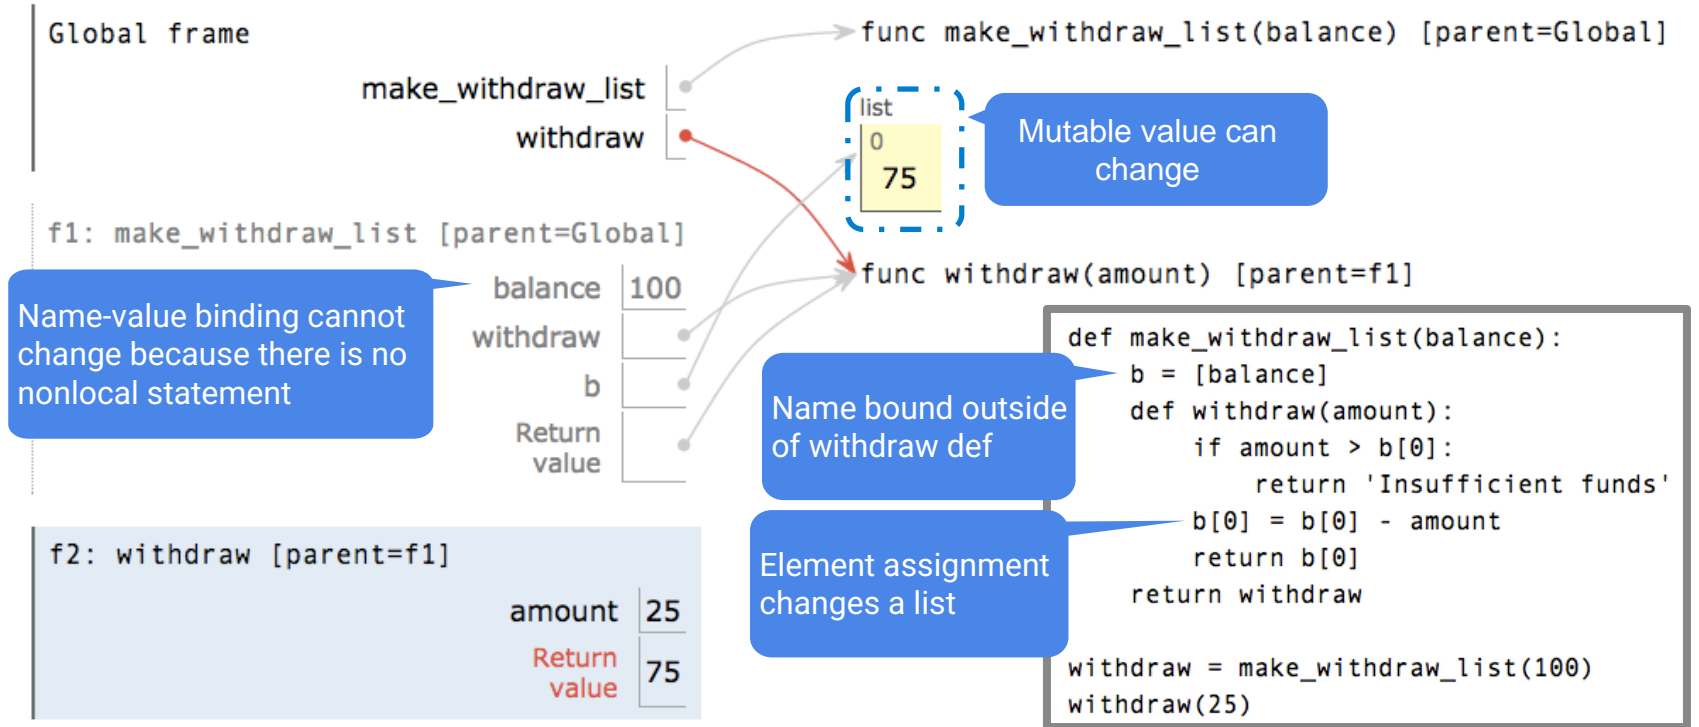 Global frame
make_withdraw_list
withdraw
func make_withdraw_list(balance) [parent=Global]
list
0
75
Mutable value can
change
f1: make_withdraw_list [parent=Global]
balance 100
withdraw
b
Return
value
Name-value binding cannot
change because there is no
nonlocal statement
func withdraw(amount) [parent=f1]
f2: withdraw [parent=f1]
amount 25
Return
value 75
Name bound outside
of withdraw def
Element assignment
changes a list
def make_withdraw_list(balance):
    b = [balance]
    def withdraw(amount):
        if amount > b[0]:
            return 'Insufficient funds'
        b[0] = b[0] - amount
        return b[0]
    return withdraw
withdraw = make_withdraw_list(100)
withdraw(25)